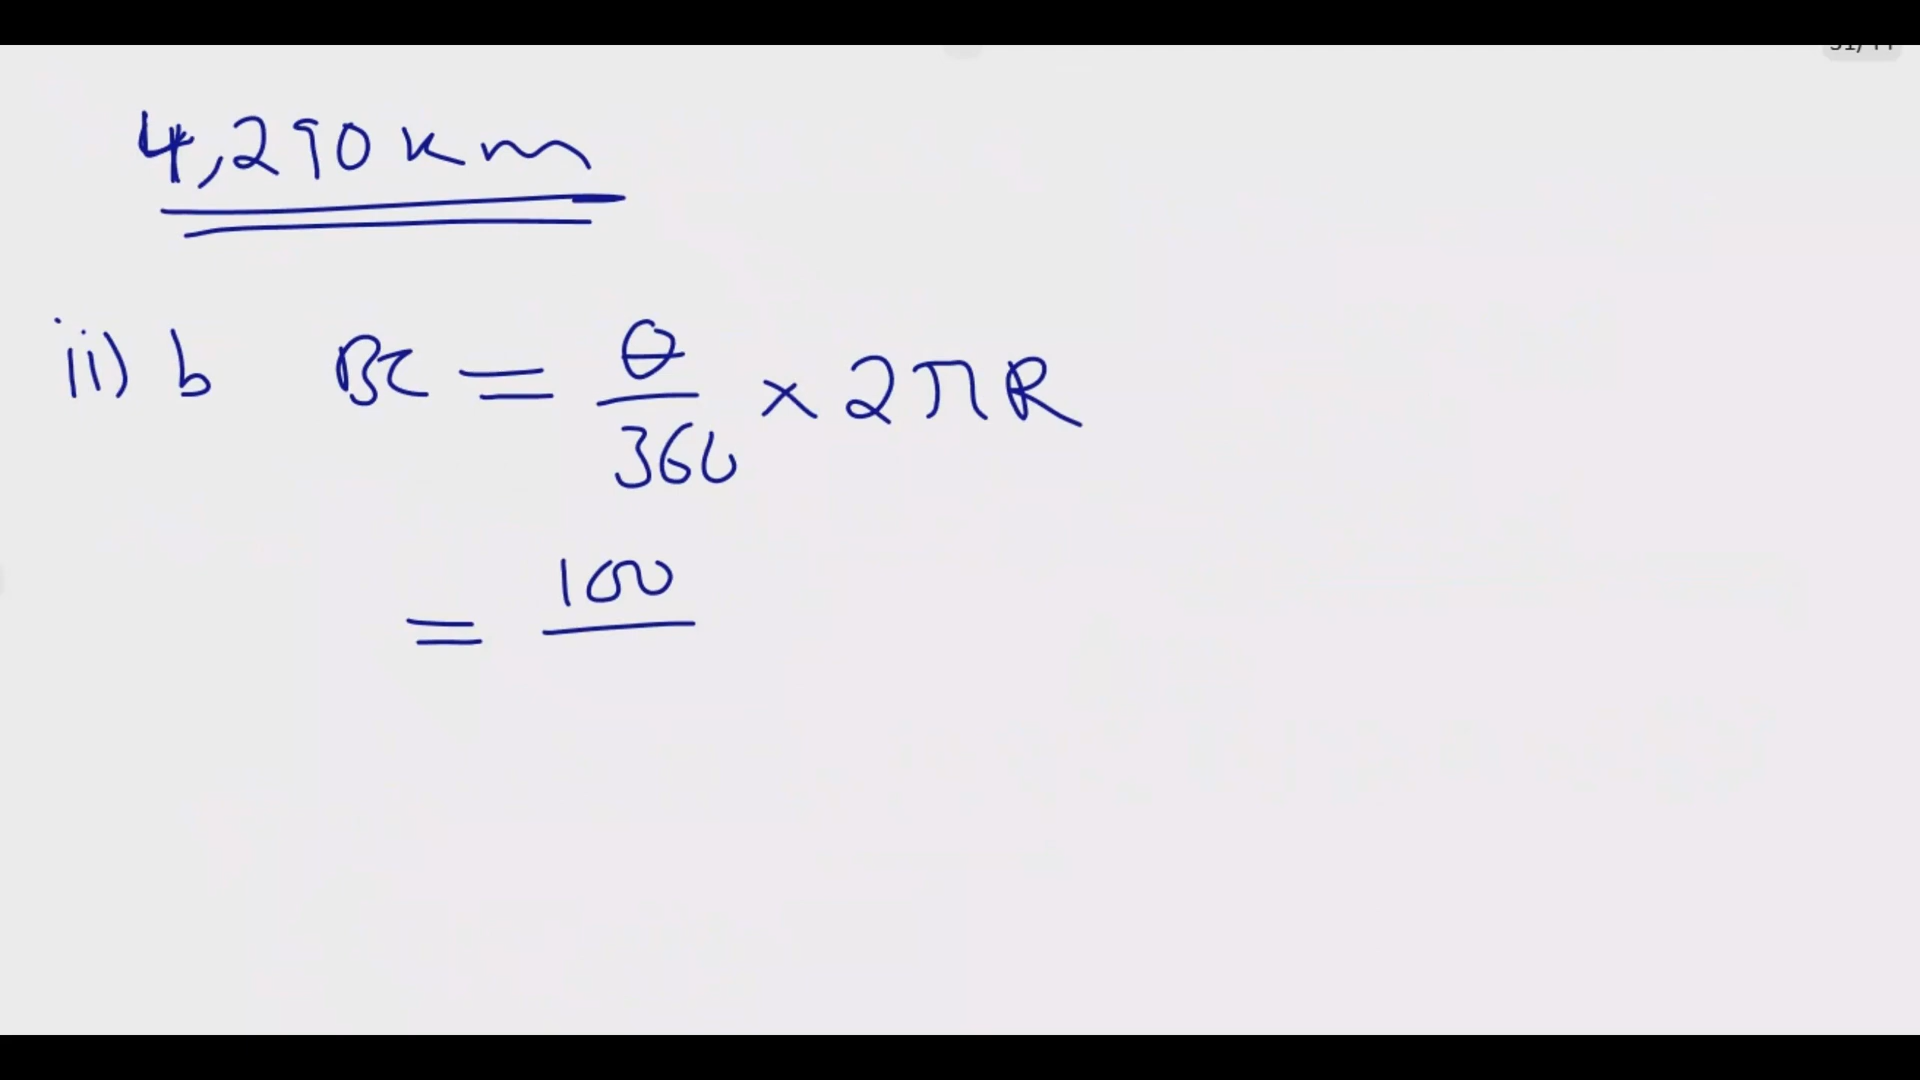 4,290 km
ii) b BC = θ/360 × 2πR
= 100